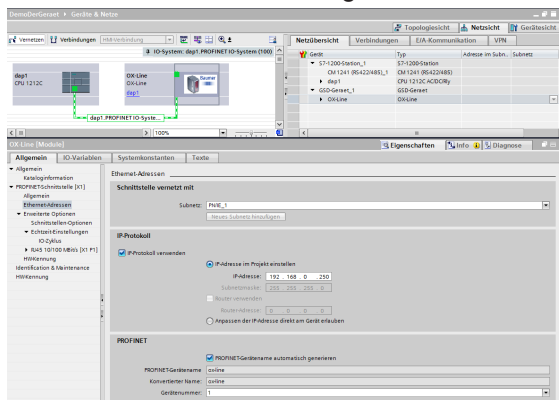 DemoDerGeraet ▸ Geräte & Netze
Topologiesicht Netzsicht Gerätesicht
Vernetzen Verbindungen HMI-Verbindung
Netzübersicht Verbindungen E/A-Kommunikation VPN
IO-System: dap1.PROFINET IO-System (100)
Gerät Typ Adresse im Subn.. Subnetz
S7-1200-Station_1 S7-1200-Station
CM 1241 (RS422/485)_1 CM 1241 (RS422/485)
dap1 CPU 1212C AC/DC/Rly
GSD-Geraet_1 GSD-Geraet
OX-Line OX-Line
dap1
CPU 1212C
OX-Line
OX-Line
dap1
Baumer
dap1.PROFINET IO-Syste...
100%
OX-Line [Module]
Eigenschaften Info Diagnose
Allgemein IO-Variablen Systemkonstanten Texte
Allgemein
Kataloginformation
PROFINET-Schnittstelle [X1]
Allgemein
Ethernet-Adressen
Erweiterte Optionen
Schnittstellen-Optionen
Echtzeit-Einstellungen
IO-Zyklus
RJ45 10/100 MBit/s [X1 P1]
HW-Kennung
Identification & Maintenance
HW-Kennung
Ethernet-Adressen
Schnittstelle vernetzt mit
Subnetz: PN/IE_1
Neues Subnetz hinzufügen
IP-Protokoll
IP-Protokoll verwenden
IP-Adresse im Projekt einstellen
IP-Adresse: 192 . 168 . 0 . 250
Subnetzmaske: 255 . 255 . 255 . 0
Router verwenden
Router-Adresse: 0 . 0 . 0 . 0
Anpassen der IP-Adresse direkt am Gerät erlauben
PROFINET
PROFINET-Gerätename automatisch generieren
PROFINET-Gerätename ox-line
Konvertierter Name: ox-line
Gerätenummer: 1